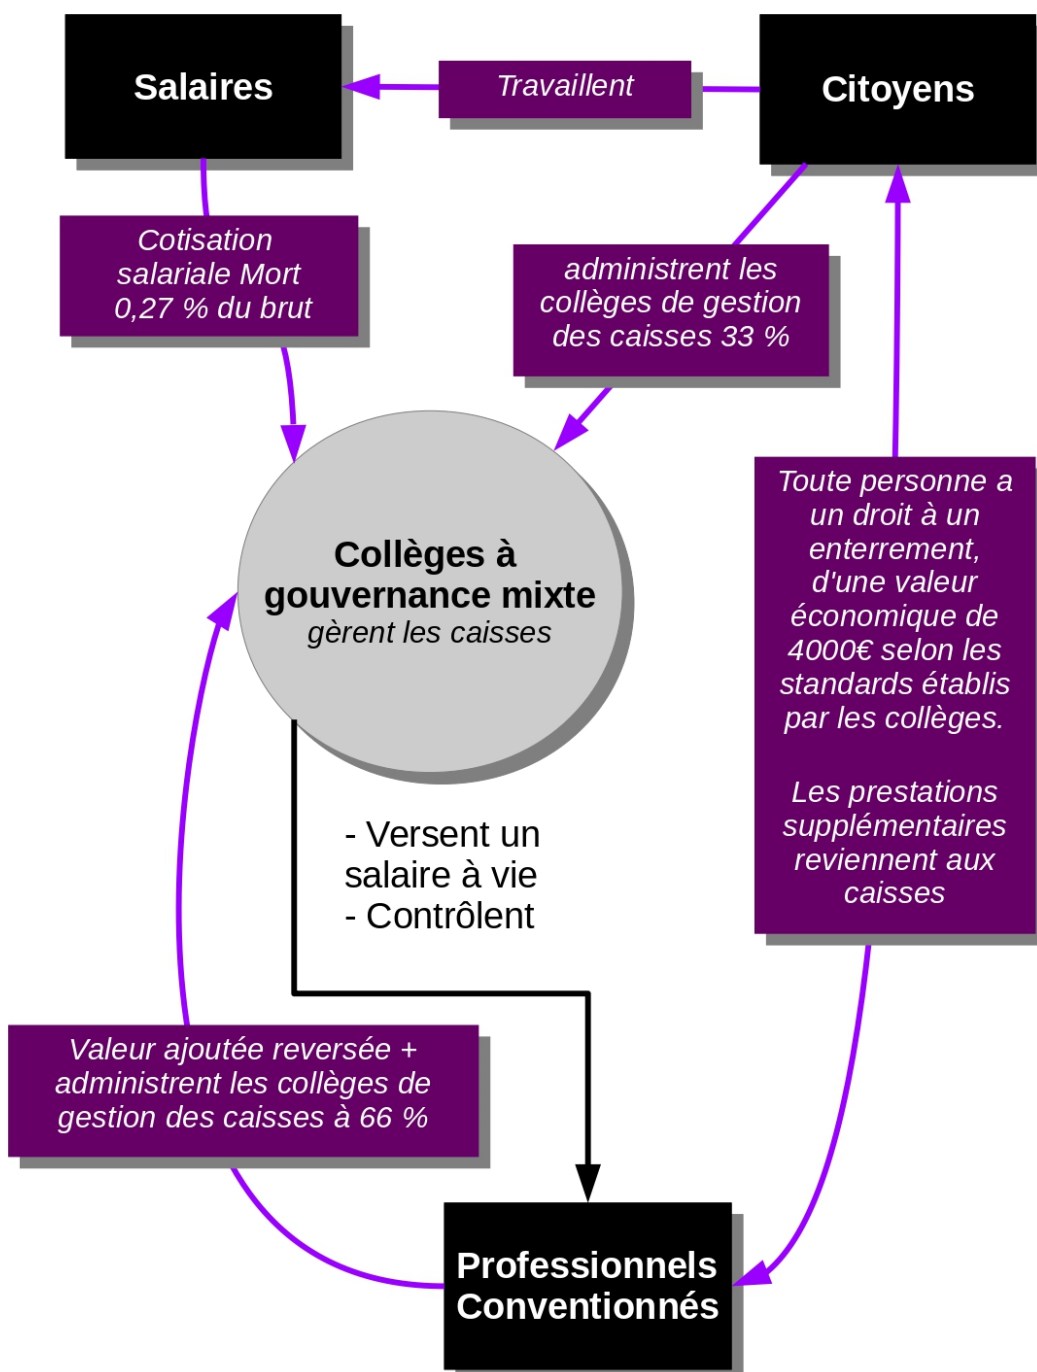 Salaires
Travaillent
Citoyens
Cotisation
salariale Mort
0,27 % du brut
administrent les
collèges de gestion
des caisses 33 %
Collèges à
gouvernance mixte
gèrent les caisses
Toute personne a
un droit à un
enterrement,
d'une valeur
économique de
4000€ selon les
standards établis
par les collèges.
Les prestations
supplémentaires
reviennent aux
caisses
- Versent un
salaire à vie
- Contrôlent
Valeur ajoutée reversée +
administrent les collèges de
gestion des caisses à 66 %
Professionnels
Conventionnés